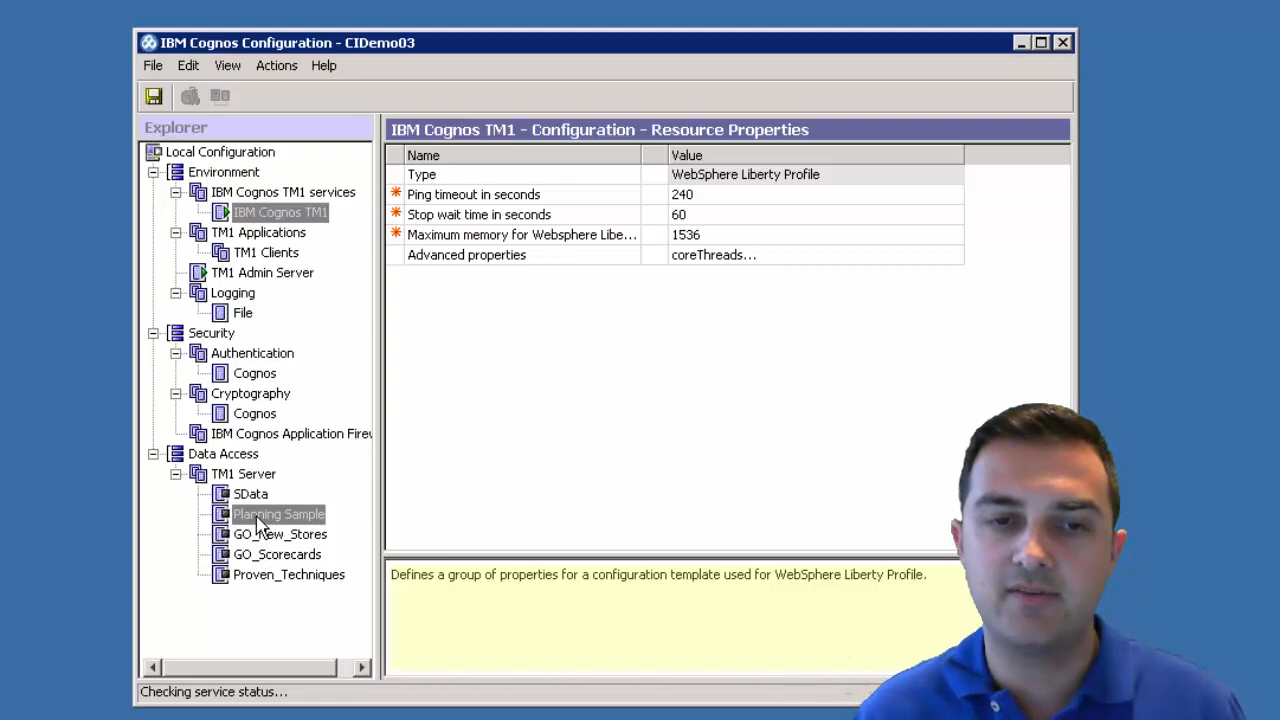 IBM Cognos Configuration - CIDemo03
File Edit View Actions Help
Explorer
Local Configuration
Environment
IBM Cognos TM1 services
IBM Cognos TM1
TM1 Applications
TM1 Clients
TM1 Admin Server
Logging
File
Security
Authentication
Cognos
Cryptography
Cognos
IBM Cognos Application Firew
Data Access
TM1 Server
SData
Planning Sample
GO_New_Stores
GO_Scorecards
Proven_Techniques
IBM Cognos TM1 - Configuration - Resource Properties
Name Value
Type WebSphere Liberty Profile
* Ping timeout in seconds 240
* Stop wait time in seconds 60
* Maximum memory for Websphere Libe... 1536
Advanced properties coreThreads...
Defines a group of properties for a configuration template used for WebSphere Liberty Profile.
Checking service status...